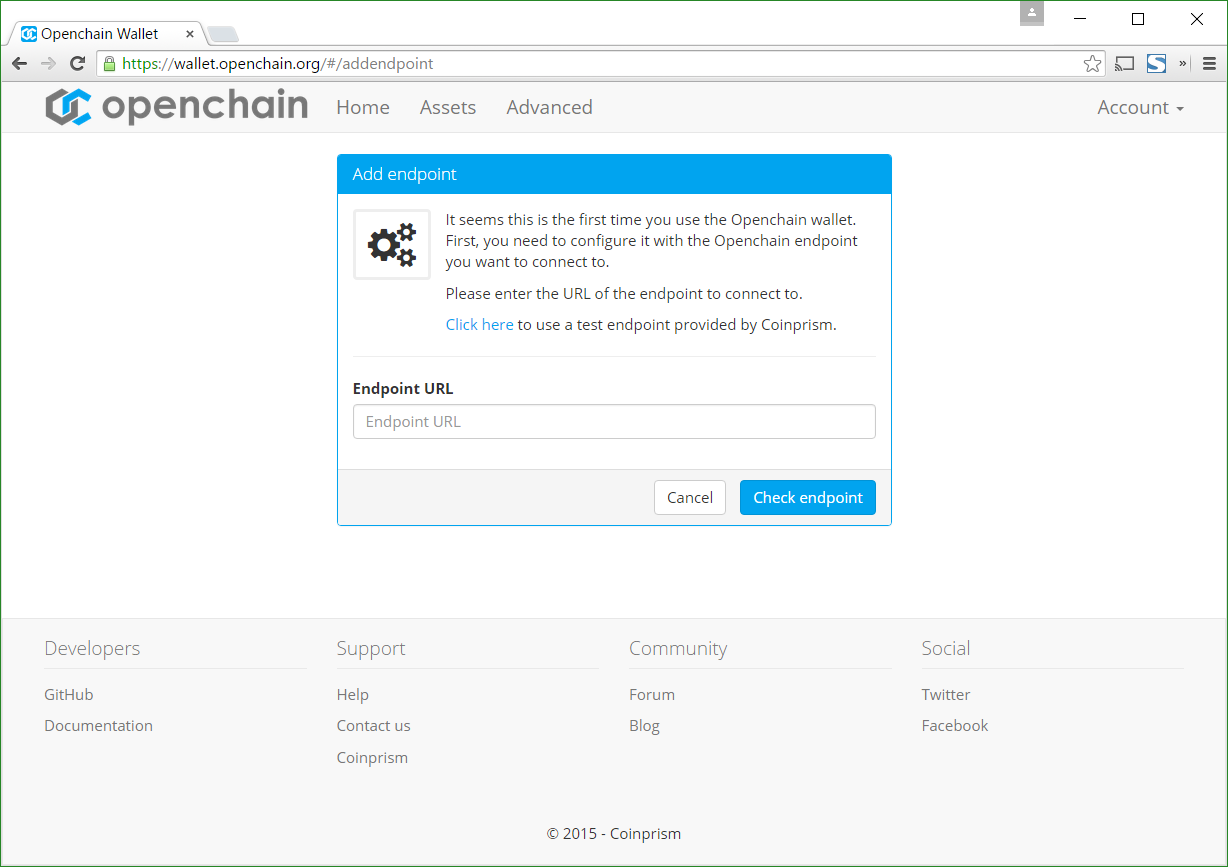 Openchain Wallet
https://wallet.openchain.org/#/addendpoint
openchain Home Assets Advanced Account
Add endpoint
It seems this is the first time you use the Openchain wallet.
First, you need to configure it with the Openchain endpoint
you want to connect to.
Please enter the URL of the endpoint to connect to.
Click here to use a test endpoint provided by Coinprism.
Endpoint URL
Endpoint URL
Cancel Check endpoint
Developers
GitHub
Documentation
Support
Help
Contact us
Coinprism
Community
Forum
Blog
Social
Twitter
Facebook
© 2015 - Coinprism